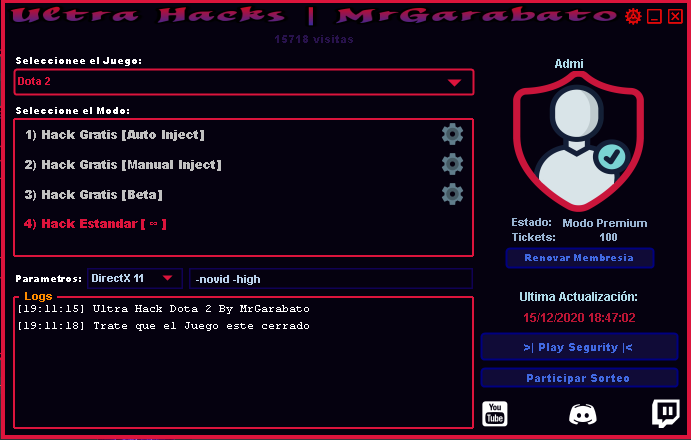 Ultra Hacks | MrGarabato
15718 visitas
Seleccionee el Juego:
Dota 2
Seleccione el Modo:
1) Hack Gratis [Auto Inject]
2) Hack Gratis [Manual Inject]
3) Hack Gratis [Beta]
4) Hack Estandar [ ∞ ]
Parametros: DirectX 11 -novid -high
Logs
[19:11:15] Ultra Hack Dota 2 By MrGarabato
[19:11:18] Trate que el Juego este cerrado
Admi
Estado: Modo Premium
Tickets: 100
Renovar Membresia
Ultima Actualización:
15/12/2020 18:47:02
>| Play Segurity |<
Participar Sorteo
You
Tube